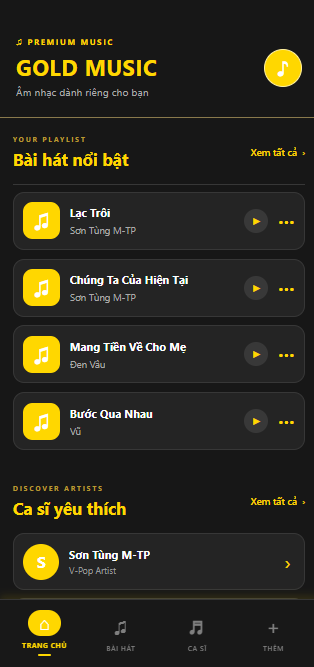 ♫ PREMIUM MUSIC
GOLD MUSIC
Âm nhạc dành riêng cho bạn
YOUR PLAYLIST
Bài hát nổi bật
Xem tất cả ›
Lạc Trôi
Sơn Tùng M-TP
Chúng Ta Của Hiện Tại
Sơn Tùng M-TP
Mang Tiền Về Cho Mẹ
Đen Vâu
Bước Qua Nhau
Vũ
DISCOVER ARTISTS
Ca sĩ yêu thích
Xem tất cả ›
S
Sơn Tùng M-TP
V-Pop Artist
TRANG CHỦ
BÀI HÁT
CA SĨ
THÊM